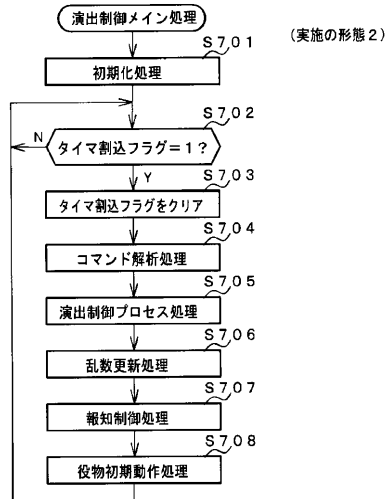 演出制御メイン処理
(実施の形態2)
S701
初期化処理
S702
N
タイマ割込フラグ=1?
Y
S703
タイマ割込フラグをクリア
S704
コマンド解析処理
S705
演出制御プロセス処理
S706
乱数更新処理
S707
報知制御処理
S708
役物初期動作処理